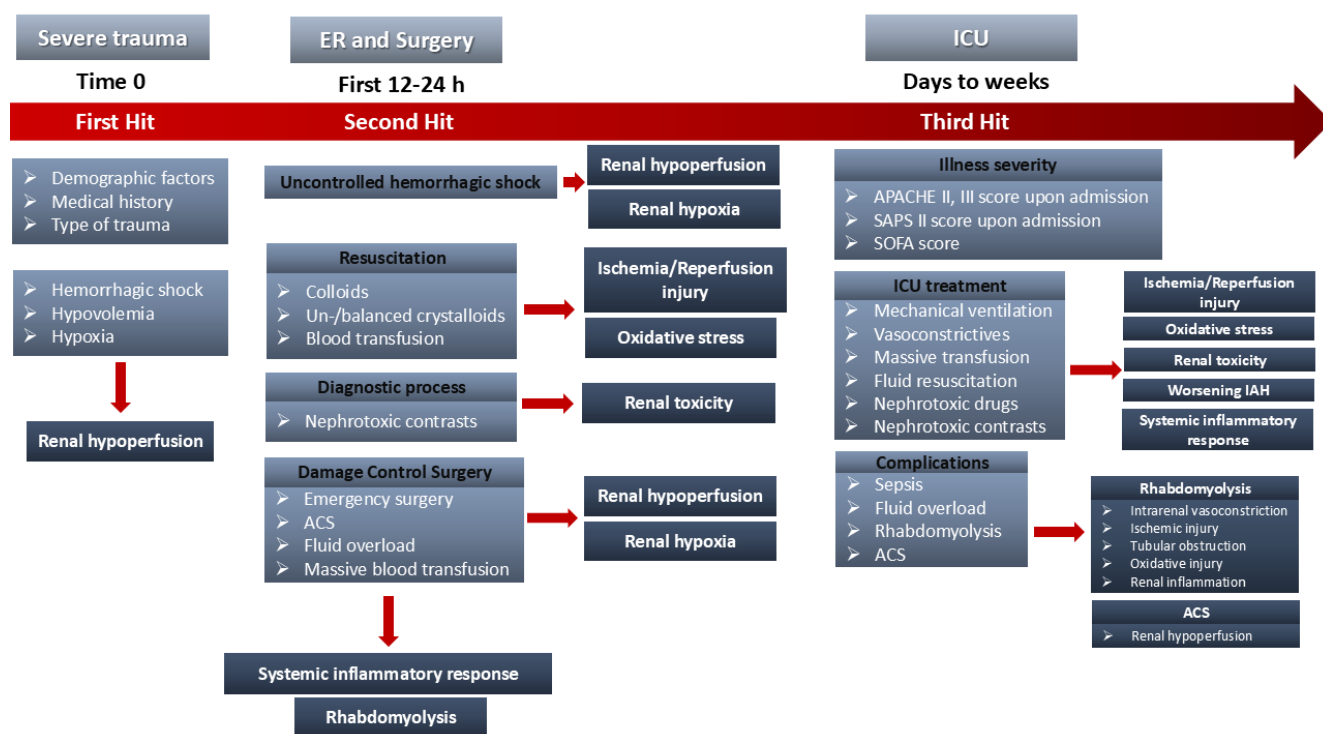 Severe trauma
Time 0
First Hit
Demographic factors
Medical history
Type of trauma
Hemorrhagic shock
Hypovolemia
Hypoxia
Renal hypoperfusion
ER and Surgery
First 12-24 h
Second Hit
Uncontrolled hemorrhagic shock
Renal hypoperfusion
Renal hypoxia
Resuscitation
Colloids
Un-/balanced crystalloids
Blood transfusion
Ischemia/Reperfusion
injury
Oxidative stress
Diagnostic process
Nephrotoxic contrasts
Renal toxicity
Damage Control Surgery
Emergency surgery
ACS
Fluid overload
Massive blood transfusion
Renal hypoperfusion
Renal hypoxia
Systemic inflammatory response
Rhabdomyolysis
ICU
Days to weeks
Third Hit
Illness severity
APACHE II, III score upon admission
SAPS II score upon admission
SOFA score
ICU treatment
Mechanical ventilation
Vasoconstrictives
Massive transfusion
Fluid resuscitation
Nephrotoxic drugs
Nephrotoxic contrasts
Ischemia/Reperfusion
injury
Oxidative stress
Renal toxicity
Worsening IAH
Systemic inflammatory
response
Complications
Sepsis
Fluid overload
Rhabdomyolysis
ACS
Rhabdomyolysis
Intrarenal vasoconstriction
Ischemic injury
Tubular obstruction
Oxidative injury
Renal inflammation
ACS
Renal hypoperfusion